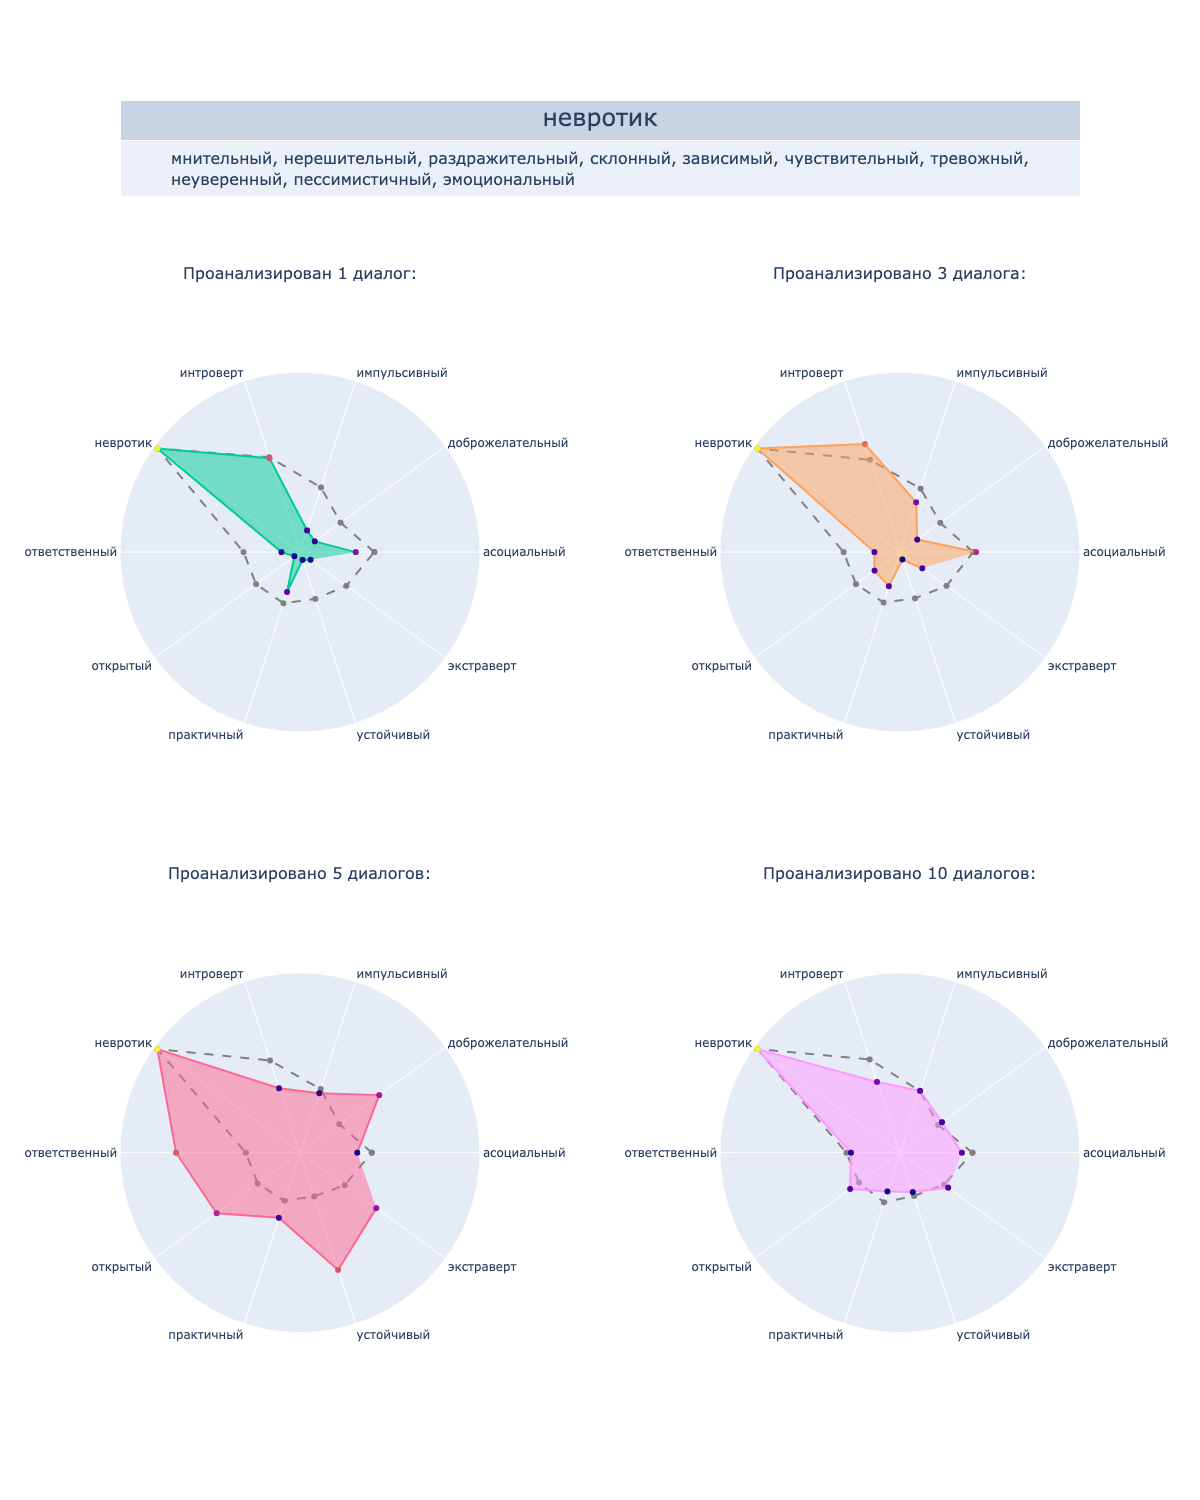 невротик
мнительный, нерешительный, раздражительный, склонный, зависимый, чувствительный, тревожный,
неуверенный, пессимистичный, эмоциональный
Проанализирован 1 диалог:
интроверт
импульсивный
невротик
доброжелательный
ответственный
асоциальный
открытый
экстраверт
практичный
устойчивый
Проанализировано 3 диалога:
интроверт
импульсивный
невротик
доброжелательный
ответственный
асоциальный
открытый
экстраверт
практичный
устойчивый
Проанализировано 5 диалогов:
интроверт
импульсивный
невротик
доброжелательный
ответственный
асоциальный
открытый
экстраверт
практичный
устойчивый
Проанализировано 10 диалогов:
интроверт
импульсивный
невротик
доброжелательный
ответственный
асоциальный
открытый
экстраверт
практичный
устойчивый